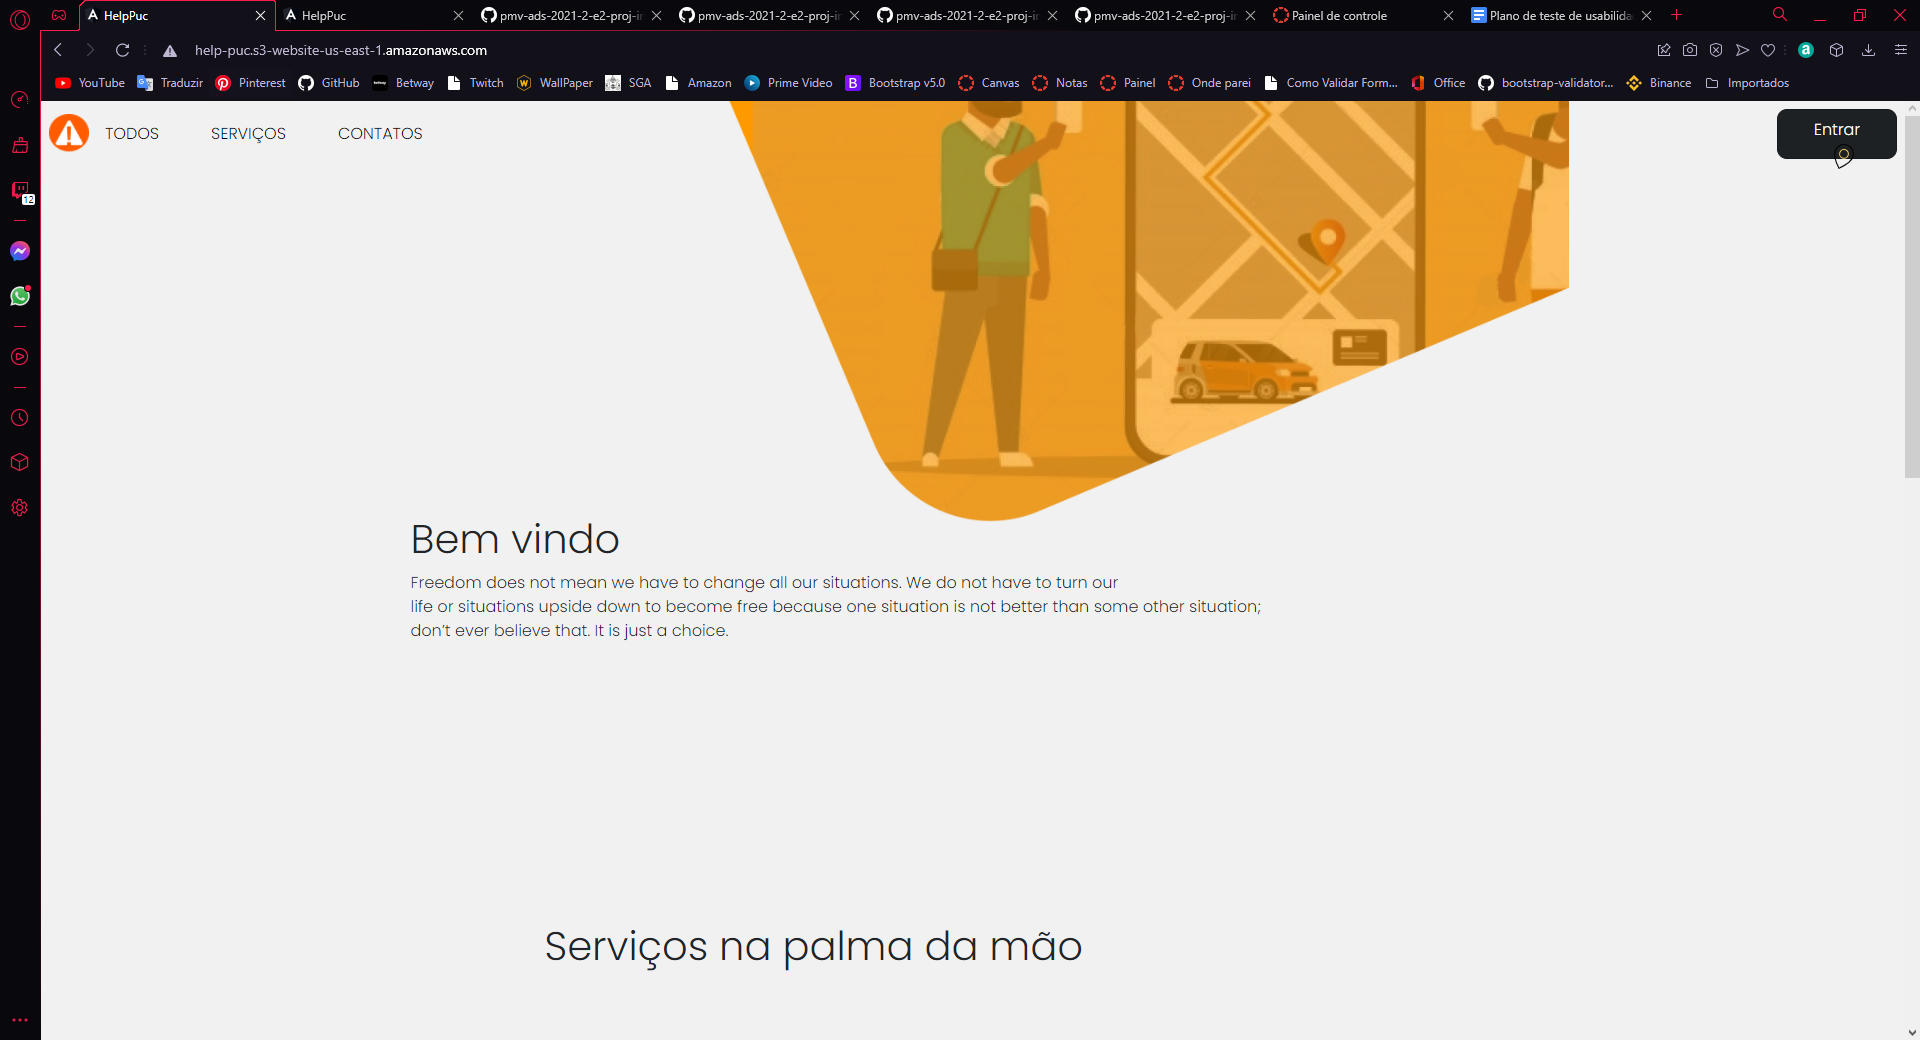 HelpPuc
HelpPuc
pmv-ads-2021-2-e2-proj-in
pmv-ads-2021-2-e2-proj-in
pmv-ads-2021-2-e2-proj-in
pmv-ads-2021-2-e2-proj-in
Painel de controle
Plano de teste de usabilida
help-puc.s3-website-us-east-1.amazonaws.com
YouTube
Traduzir
Pinterest
GitHub
Betway
Twitch
WallPaper
SGA
Amazon
Prime Video
Bootstrap v5.0
Canvas
Notas
Painel
Onde parei
Como Validar Form...
Office
bootstrap-validator...
Binance
Importados
12
TODOS
SERVIÇOS
CONTATOS
Entrar
Bem vindo
Freedom does not mean we have to change all our situations. We do not have to turn our
life or situations upside down to become free because one situation is not better than some other situation;
don’t ever believe that. It is just a choice.
Serviços na palma da mão